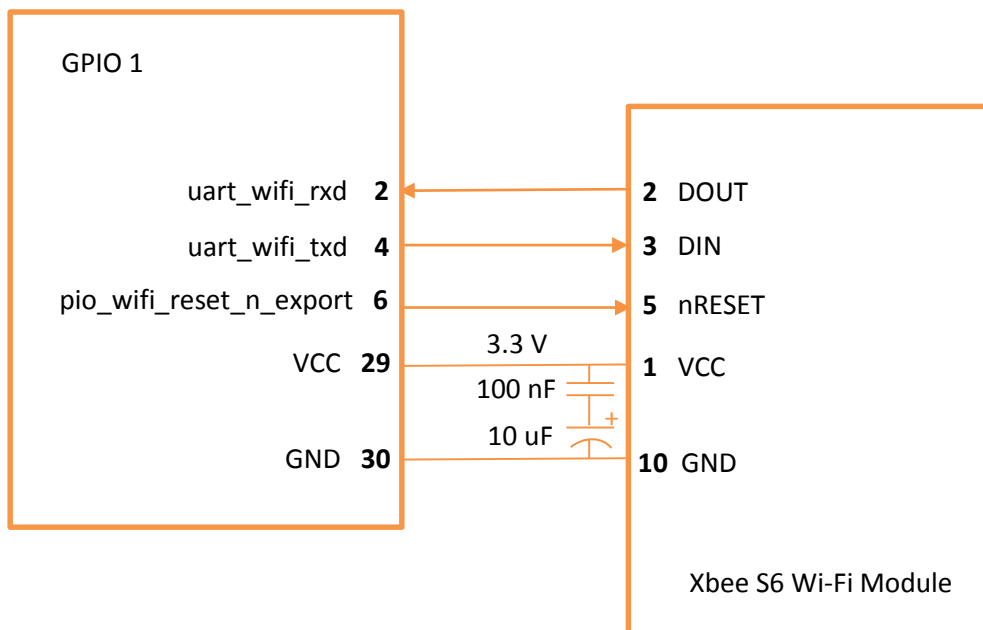 GPIO 1
uart_wifi_rxd 2
2 DOUT
uart_wifi_txd 4
3 DIN
pio_wifi_reset_n_export 6
5 nRESET
3.3 V
VCC 29
1 VCC
100 nF
+
10 uF
GND 30
10 GND
Xbee S6 Wi-Fi Module